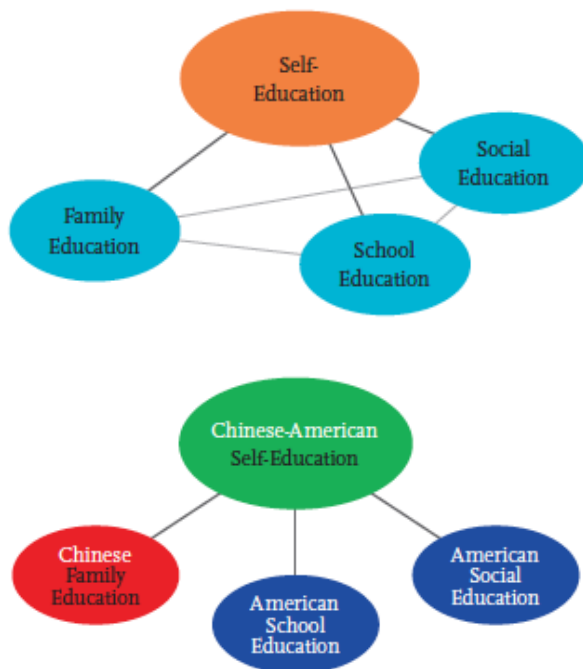 Self-
Education
Social
Education
Family
Education
School
Education
Chinese-American
Self-Education
Chinese
Family
Education
American
School
Education
American
Social
Education